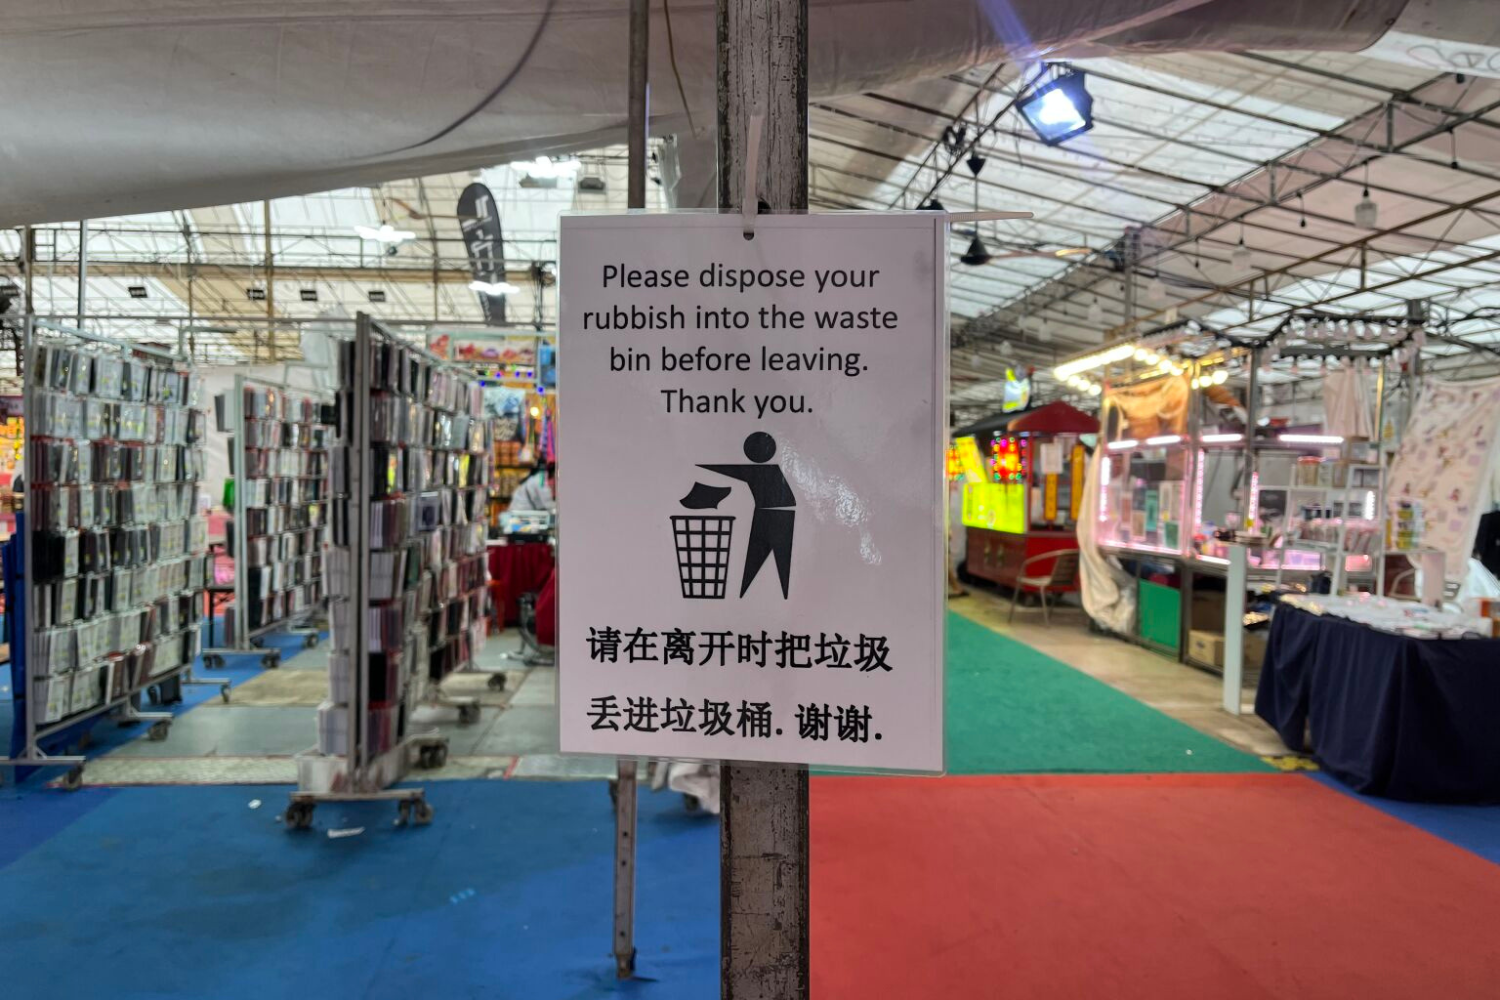 Please dispose your
rubbish into the waste
bin before leaving.
Thank you.
请在离开时把垃圾
丢进垃圾桶. 谢谢.